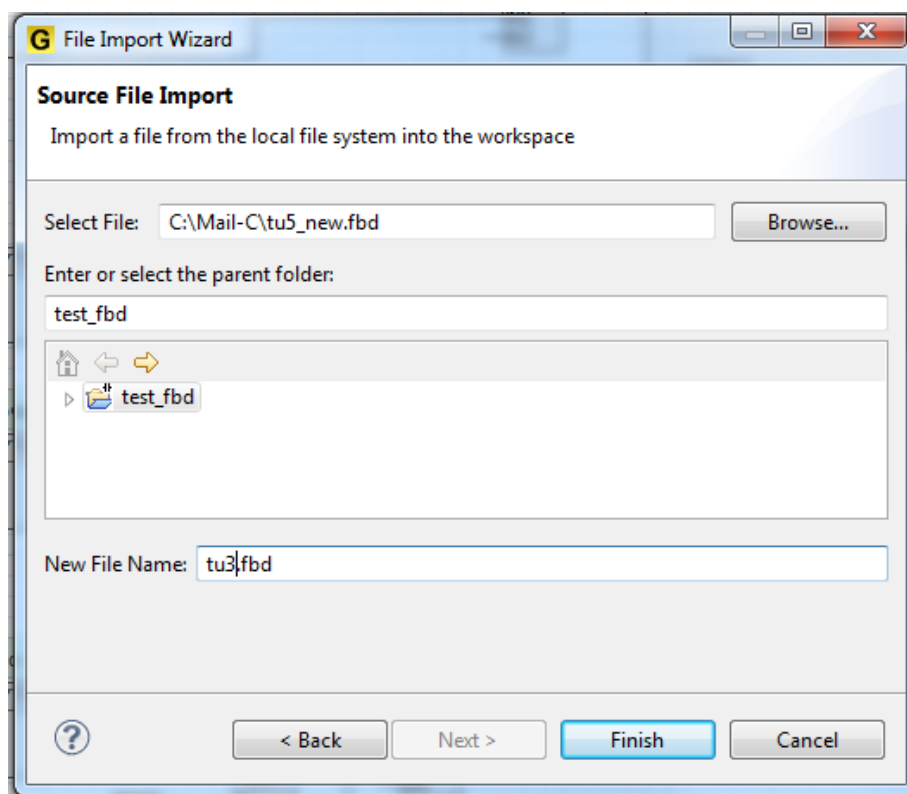 G File Import Wizard
Source File Import
Import a file from the local file system into the workspace
Select File: C:\Mail-C\tu5_new.fbd Browse...
Enter or select the parent folder:
test_fbd
test_fbd
New File Name: tu3.fbd
? < Back Next > Finish Cancel